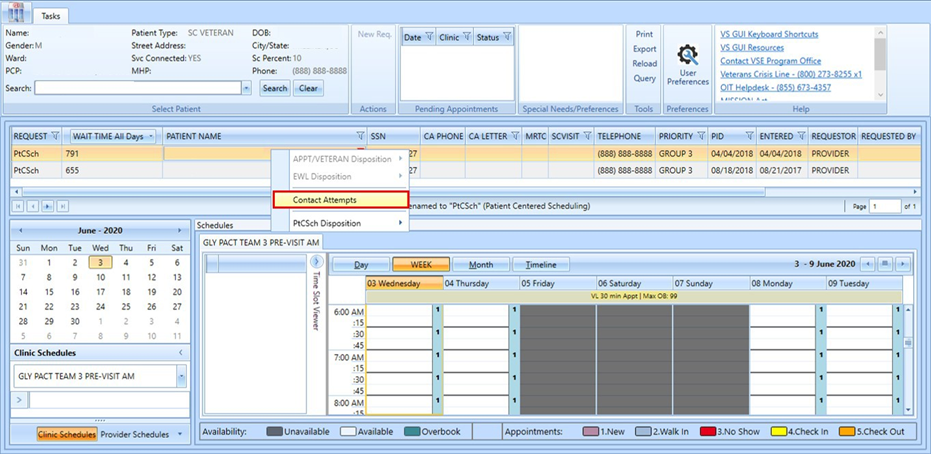 Tasks
Name: Patient Type: SC VETERAN DOB:
Gender: M Street Address: City/State:
Ward: Svc Connected: YES Sc Percent: 10
PCP: MHP: Phone: (888) 888-8888
Search: Search Clear
Select Patient
New Req.
Actions
Date Clinic Status
Pending Appointments
Special Needs/Preferences
Print
Export
Reload
Query
Tools
User
Preferences
Preferences
VS GUI Keyboard Shortcuts
VS GUI Resources
Contact VSE Program Office
Veterans Crisis Line - (800) 273-8255 x1
OIT Helpdesk - (855) 673-4357
MISSION Act
Help
REQUEST WAIT TIME All Days PATIENT NAME SSN CA PHONE CA LETTER MRTC SCVISIT TELEPHONE PRIORITY PID ENTERED REQUESTOR REQUESTED BY
PtCSch 791 27 (888) 888-8888 GROUP 3 04/04/2018 04/04/2018 PROVIDER
PtCSch 655 27 (888) 888-8888 GROUP 3 08/18/2018 08/21/2017 PROVIDER
APPT/VETERAN Disposition
EWL Disposition
Contact Attempts
PtCSch Disposition
enamed to "PtCSch" (Patient Centered Scheduling) Page 1 of 1
June - 2020
Sun Mon Tue Wed Thu Fri Sat
31 1 2 3 4 5 6
7 8 9 10 11 12 13
14 15 16 17 18 19 20
21 22 23 24 25 26 27
28 29 30 1 2 3 4
5 6 7 8 9 10 11
Clinic Schedules
GLY PACT TEAM 3 PRE-VISIT AM
Clinic Schedules Provider Schedules
Schedules
GLY PACT TEAM 3 PRE-VISIT AM
Time Slot Viewer
Day WEEK Month Timeline 3 - 9 June 2020
03 Wednesday 04 Thursday 05 Friday 06 Saturday 07 Sunday 08 Monday 09 Tuesday
VL 30 min Appt | Max OB: 99
6:00 AM 1 1 1 1
:15
:30 1 1 1 1
:45
7:00 AM 1 1 1 1
:15
:30 1 1 1 1
:45
8:00 AM 1 1 1 1
Availability: Unavailable Available Overbook Appointments: 1.New 2.Walk In 3.No Show 4.Check In 5.Check Out